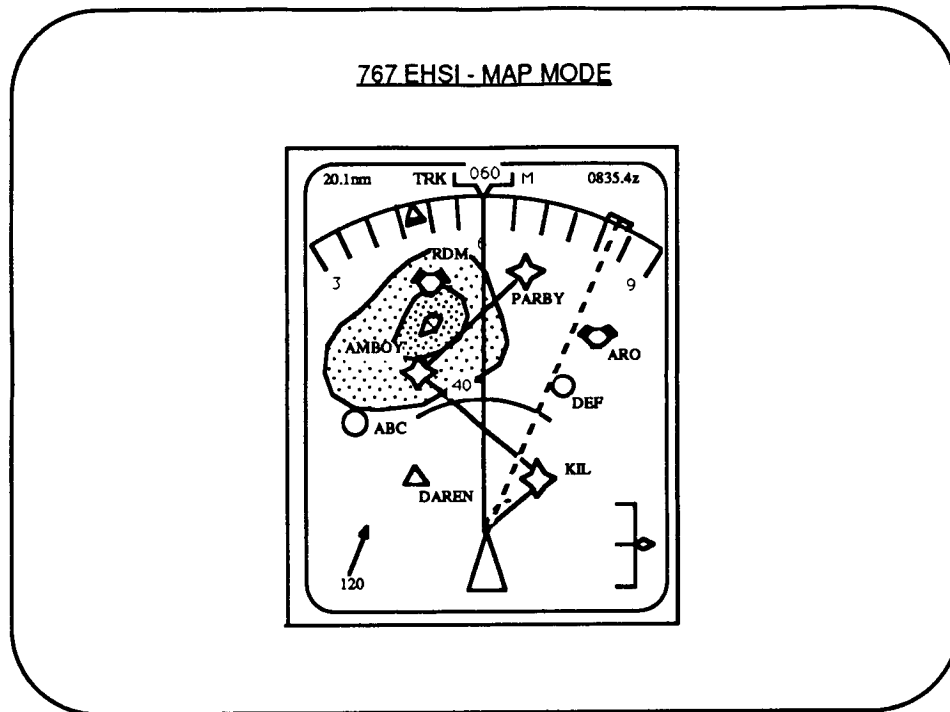 767 EHSI - MAP MODE
20.1nm TRK 060 M 0835.4z
6
RDM
3 9
PARBY
AMBOY ARO
40
DEF
ABC
KIL
DAREN
120